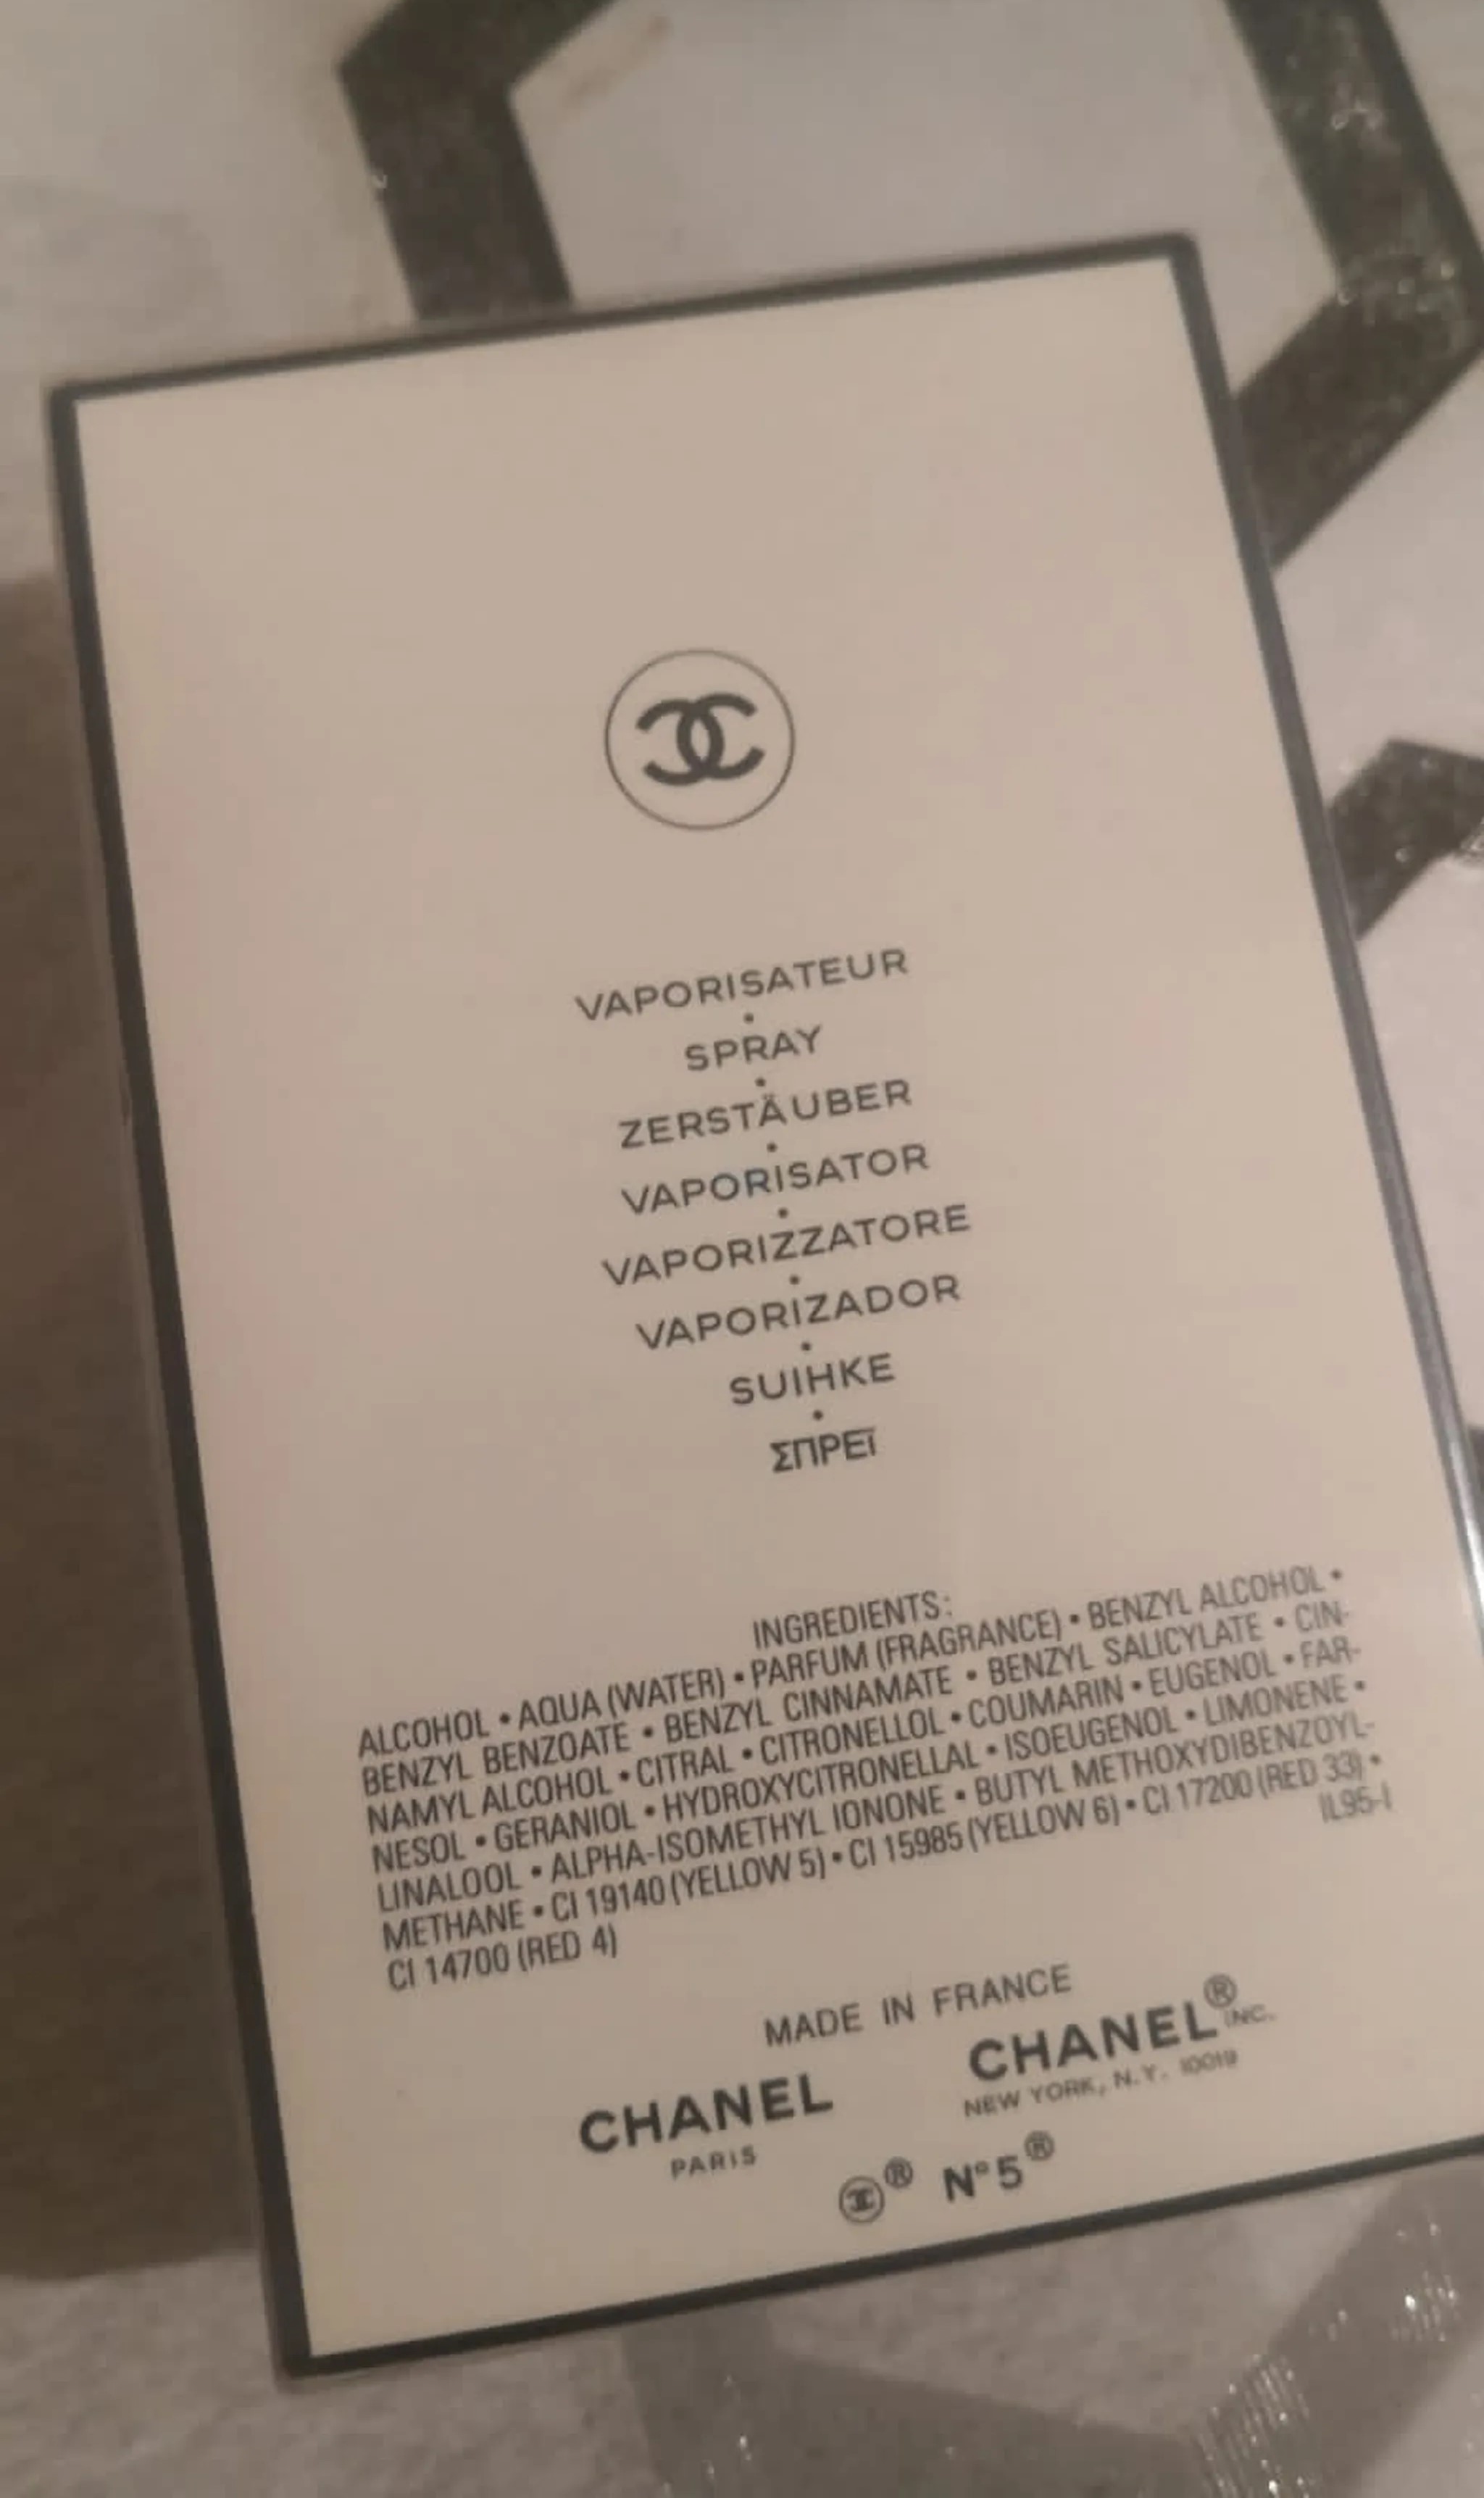 VAPORISATEUR
•
SPRAY
•
ZERSTÄUBER
•
VAPORISATOR
•
VAPORIZZATORE
•
VAPORIZADOR
•
SUIHKE
•
ΣΠΡΕΪ
INGREDIENTS:
ALCOHOL • AQUA (WATER) • PARFUM (FRAGRANCE) • BENZYL ALCOHOL •
BENZYL BENZOATE • BENZYL CINNAMATE • BENZYL SALICYLATE • CIN-
NAMYL ALCOHOL • CITRAL • CITRONELLOL • COUMARIN • EUGENOL • FAR-
NESOL • GERANIOL • HYDROXYCITRONELLAL • ISOEUGENOL • LIMONENE •
LINALOOL • ALPHA-ISOMETHYL IONONE • BUTYL METHOXYDIBENZOYL-
METHANE • CI 19140 (YELLOW 5) • CI 15985 (YELLOW 6) • CI 17200 (RED 33) •
CI 14700 (RED 4)
IL95-I
MADE IN FRANCE
CHANEL
PARIS
CHANEL® INC.
NEW YORK, N.Y. 10019
® N°5®